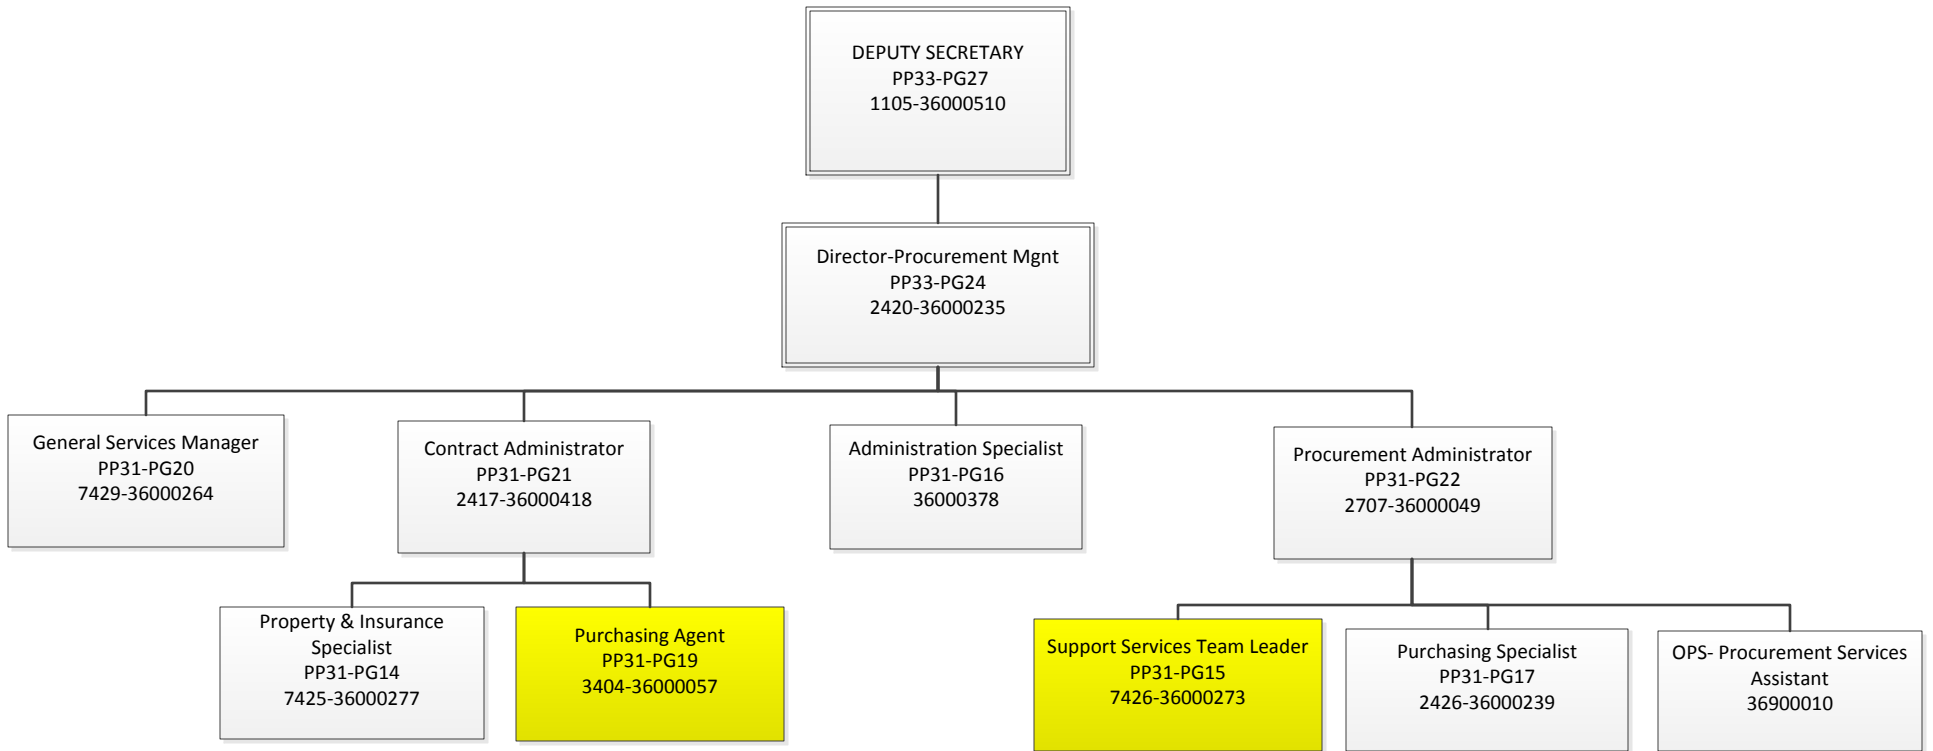 DEPUTY SECRETARY
PP33-PG27
1105-36000510
Director-Procurement Mgnt
PP33-PG24
2420-36000235
General Services Manager
PP31-PG20
7429-36000264
Contract Administrator
PP31-PG21
2417-36000418
Administration Specialist
PP31-PG16
36000378
Procurement Administrator
PP31-PG22
2707-36000049
Property & Insurance
Specialist
PP31-PG14
7425-36000277
Purchasing Agent
PP31-PG19
3404-36000057
Support Services Team Leader
PP31-PG15
7426-36000273
Purchasing Specialist
PP31-PG17
2426-36000239
OPS- Procurement Services
Assistant
36900010